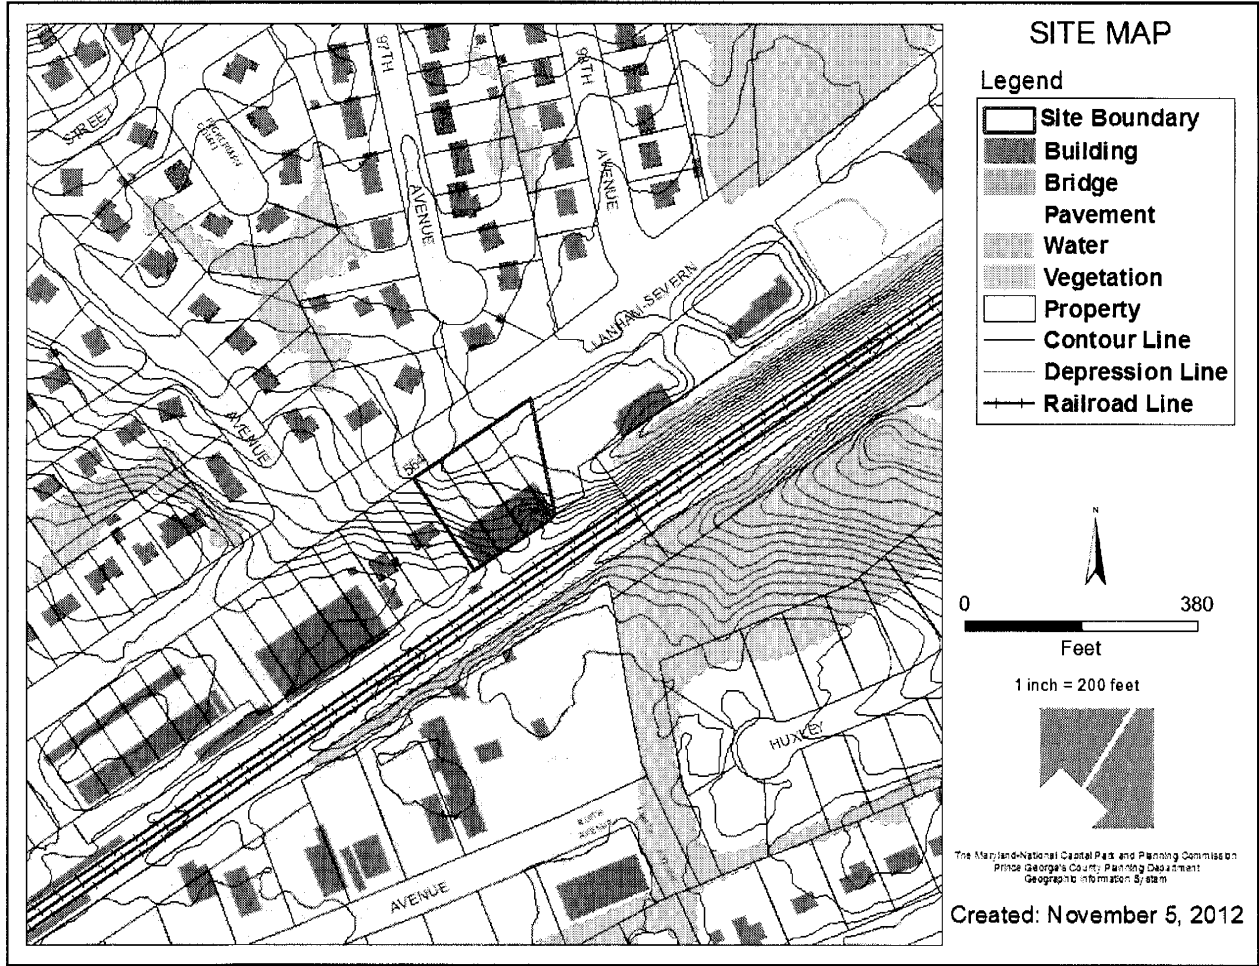 SITE MAP
Legend
Site Boundary
Building
Bridge
Pavement
Water
Vegetation
Property
Contour Line
Depression Line
Railroad Line
N
0 380
Feet
1 inch = 200 feet
The Maryland-National Capital Park and Planning Commission
Prince George's County Planning Department
Geographic Information System
Created: November 5, 2012
STREET
97TH
AVENUE
98TH
AVENUE
LANHAM-SEVERN
AVENUE
564
HUXLEY
AVENUE
AVENUE